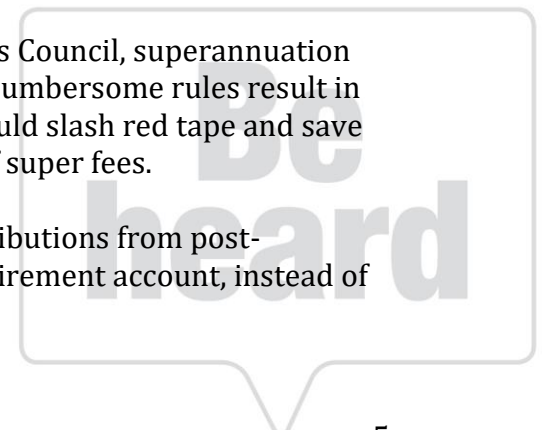 s Council, superannuation
umbersome rules result in
uld slash red tape and save
super fees.
ibutions from post-
irement account, instead of
Be
heard